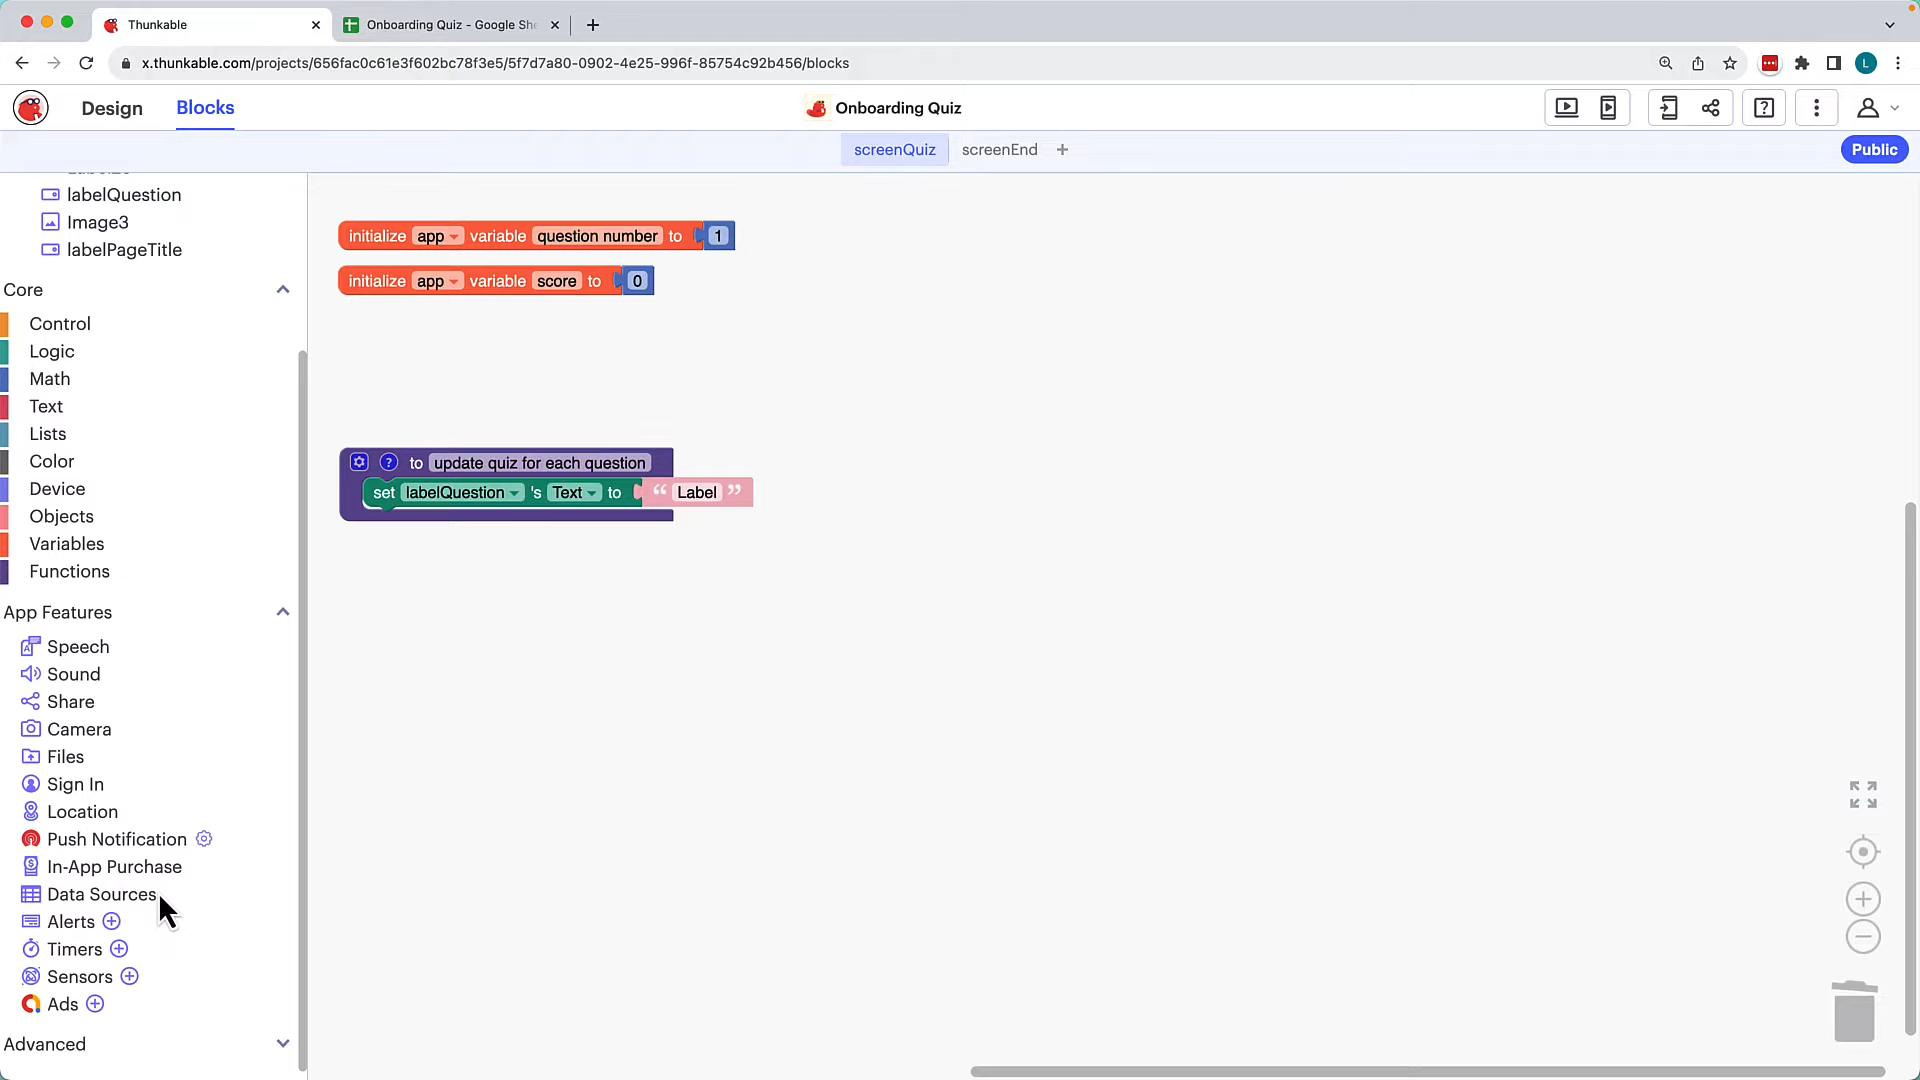 Thunkable
Onboarding Quiz - Google She
x.thunkable.com/projects/656fac0c61e3f602bc78f3e5/5f7d7a80-0902-4e25-996f-85754c92b456/blocks
L
Design
Blocks
Onboarding Quiz
screenQuiz
screenEnd
Public
labelQuestion
Image3
labelPageTitle
Core
Control
Logic
Math
Text
Lists
Color
Device
Objects
Variables
Functions
App Features
Speech
Sound
Share
Camera
Files
Sign In
Location
Push Notification
In-App Purchase
Data Sources
Alerts
Timers
Sensors
Ads
Advanced
initialize app variable question number to 1
initialize app variable score to 0
? to update quiz for each question
set labelQuestion 's Text to “ Label ”